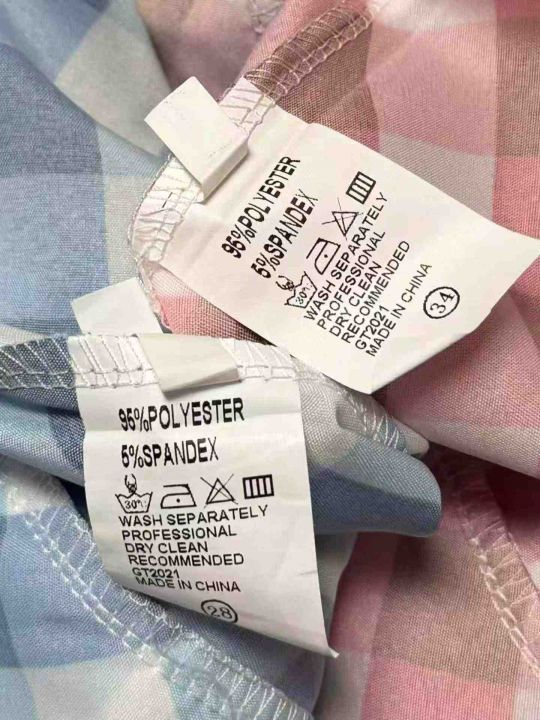 95%POLYESTER
5%SPANDEX
30°
WASH SEPARATELY
PROFESSIONAL
DRY CLEAN
RECOMMENDED
GT2021
MADE IN CHINA
34
95%POLYESTER
5%SPANDEX
30°
WASH SEPARATELY
PROFESSIONAL
DRY CLEAN
RECOMMENDED
GT2021
MADE IN CHINA
28